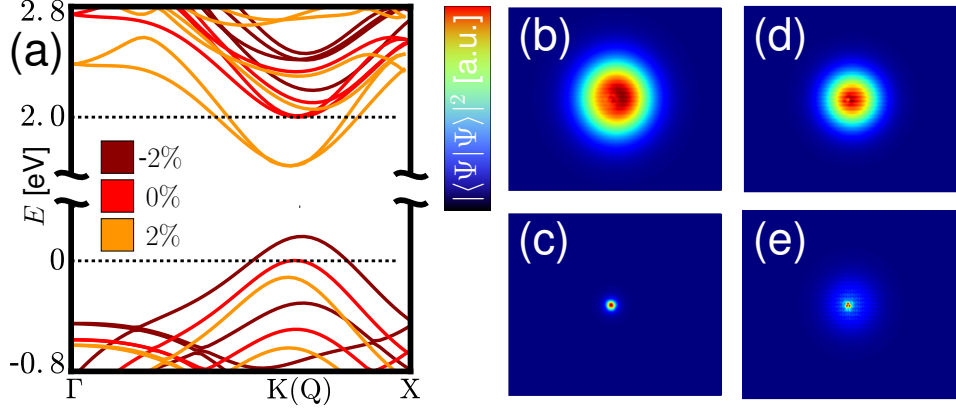 (a)
2.8
2.0
0
-0.8
E [eV]
-2%
0%
2%
Γ
K(Q)
X
|⟨Ψ|Ψ⟩|² [a.u.]
(b)
(d)
(c)
(e)